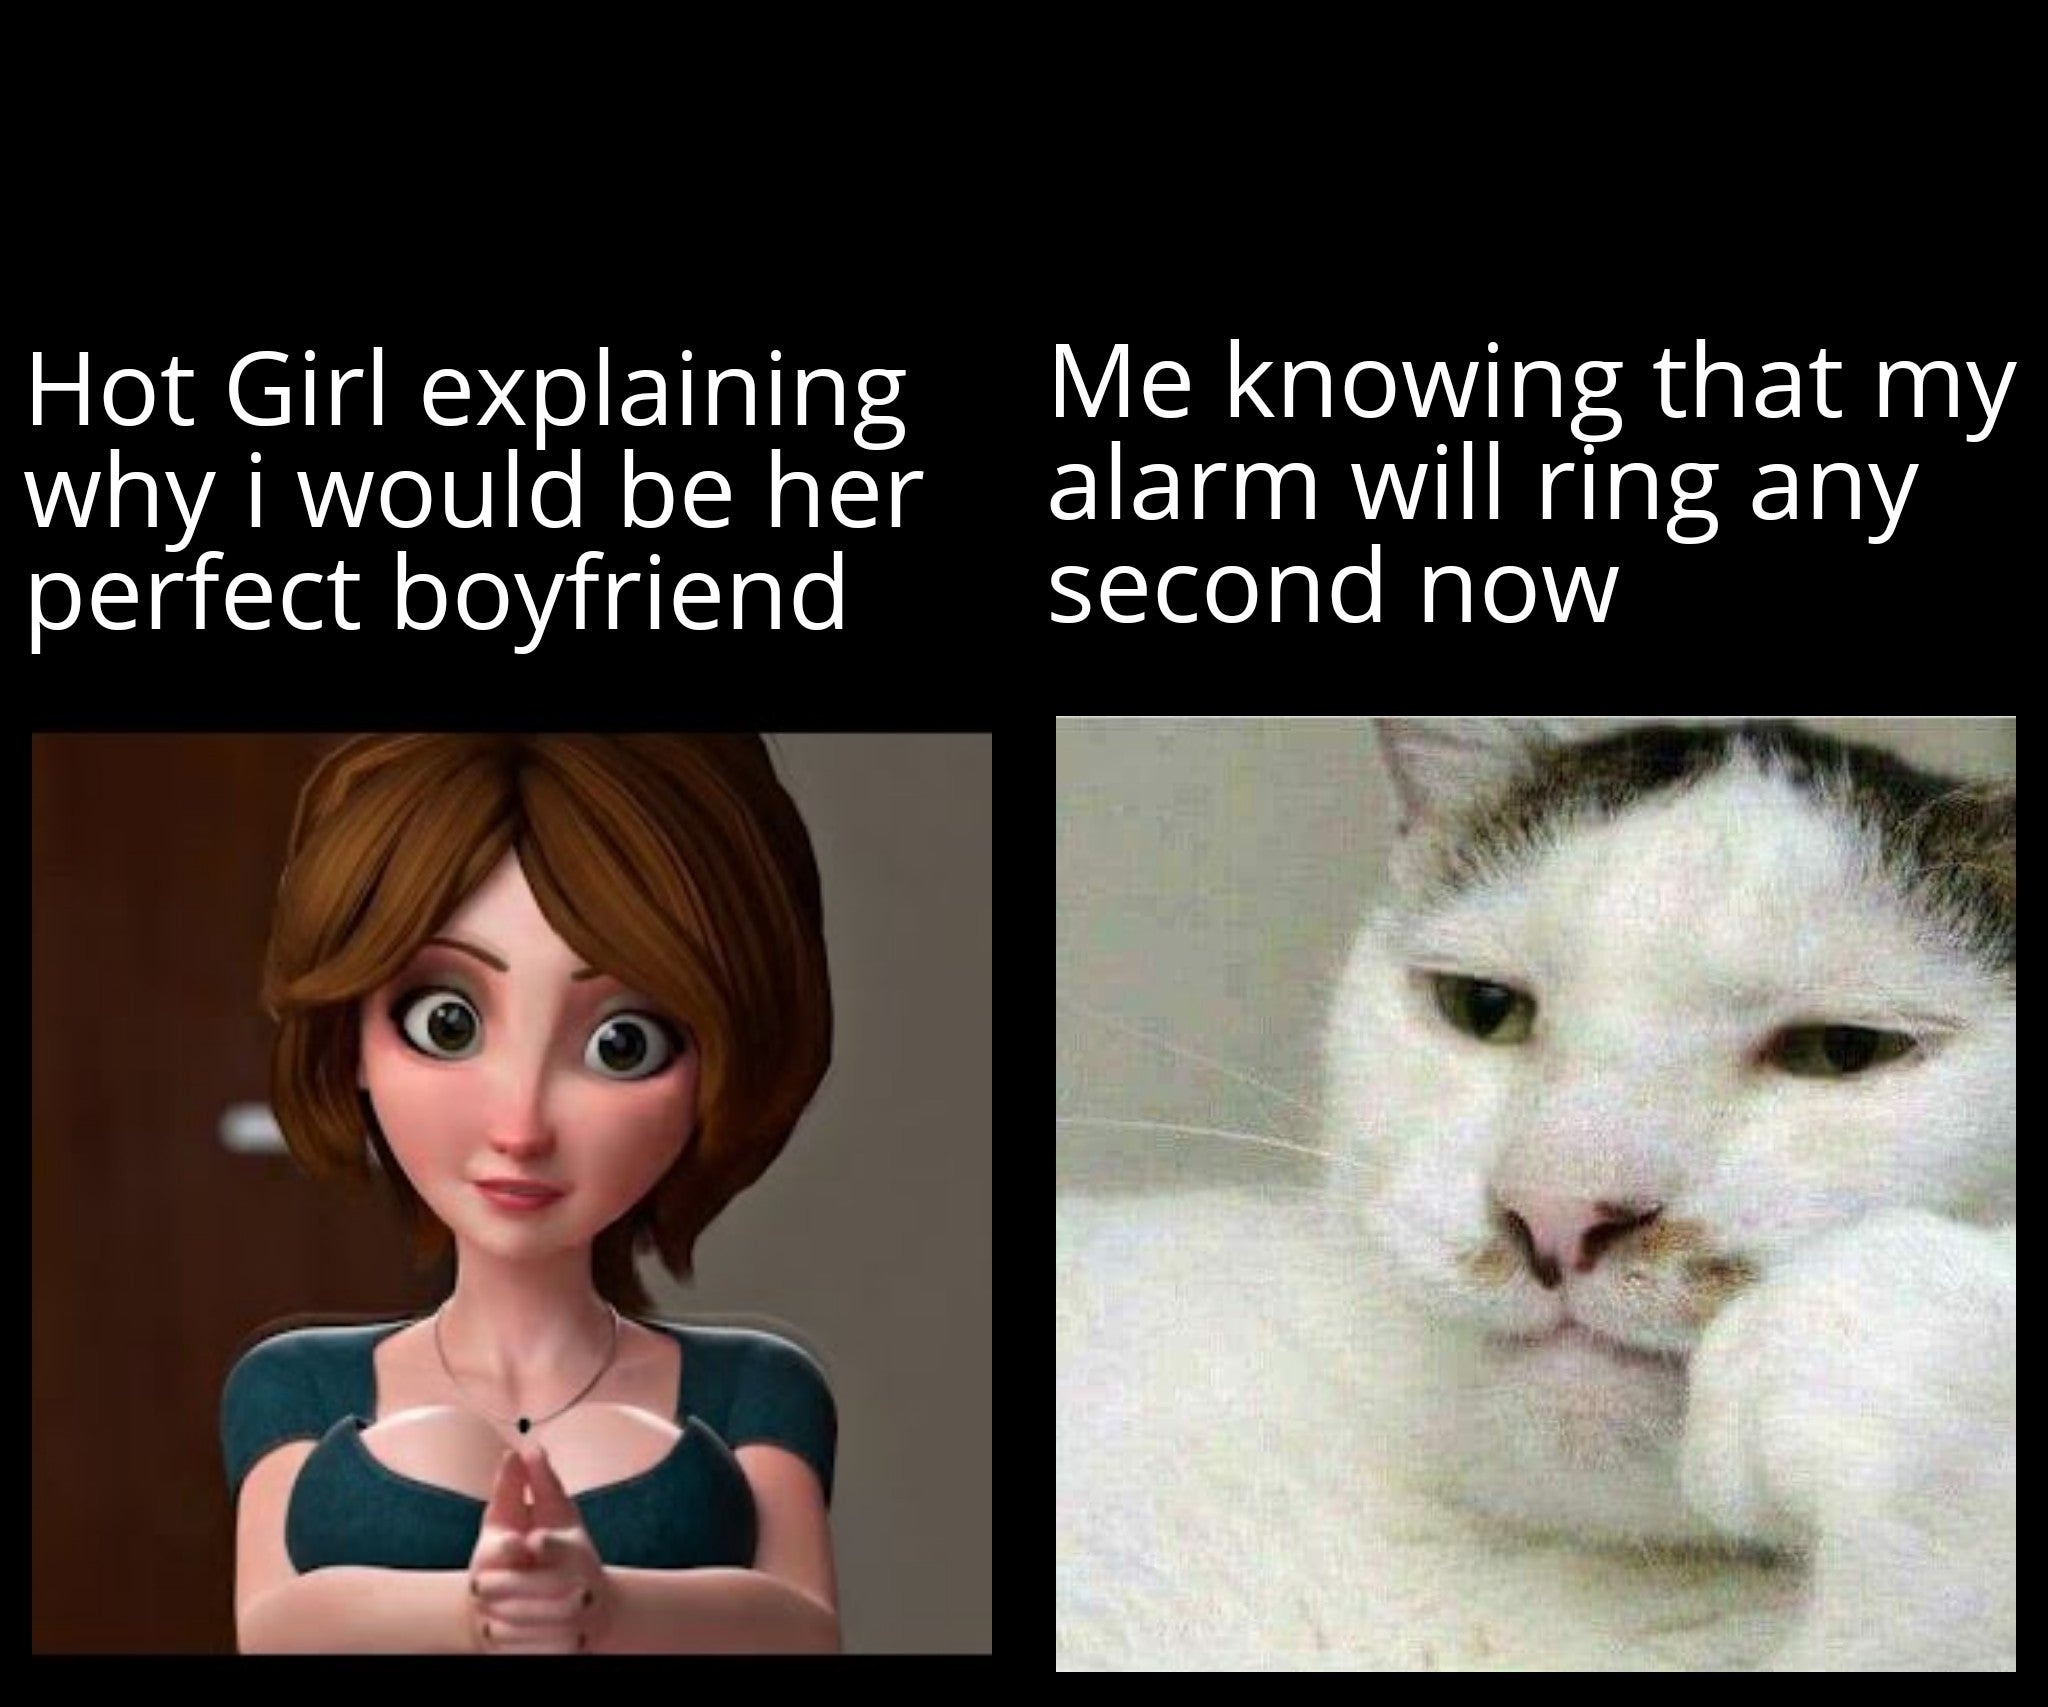 Hot Girl explaining
why i would be her
perfect boyfriend
Me knowing that my
alarm will ring any
second now